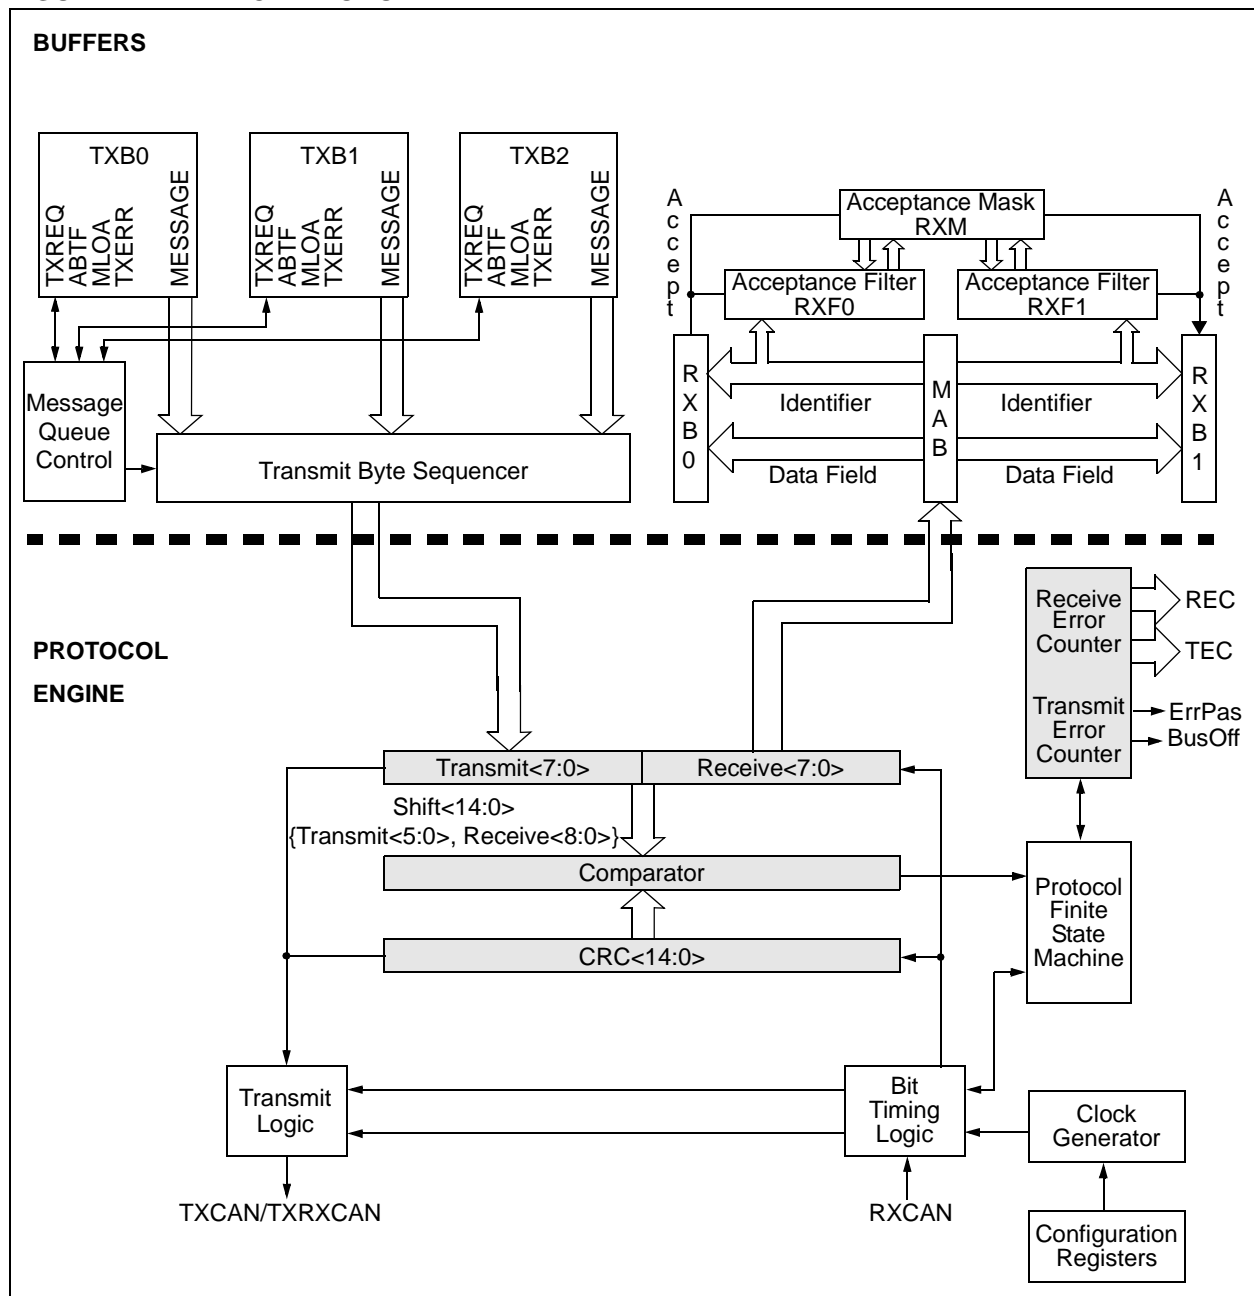 BUFFERS
TXB0
TXREQ
ABTF
MLOA
TXERR
MESSAGE
TXB1
TXREQ
ABTF
MLOA
TXERR
MESSAGE
TXB2
TXREQ
ABTF
MLOA
TXERR
MESSAGE
Message
Queue
Control
Transmit Byte Sequencer
Accept
Acceptance Mask
RXM
Accept
Acceptance Filter
RXF0
Acceptance Filter
RXF1
RXB0
MAB
RXB1
Identifier
Identifier
Data Field
Data Field
PROTOCOL
ENGINE
Receive
Error
Counter
REC
TEC
Transmit
Error
Counter
ErrPas
BusOff
Transmit<7:0>
Receive<7:0>
Shift<14:0>
{Transmit<5:0>, Receive<8:0>}
Comparator
CRC<14:0>
Protocol
Finite
State
Machine
Transmit
Logic
Bit
Timing
Logic
Clock
Generator
TXCAN/TXRXCAN
RXCAN
Configuration
Registers